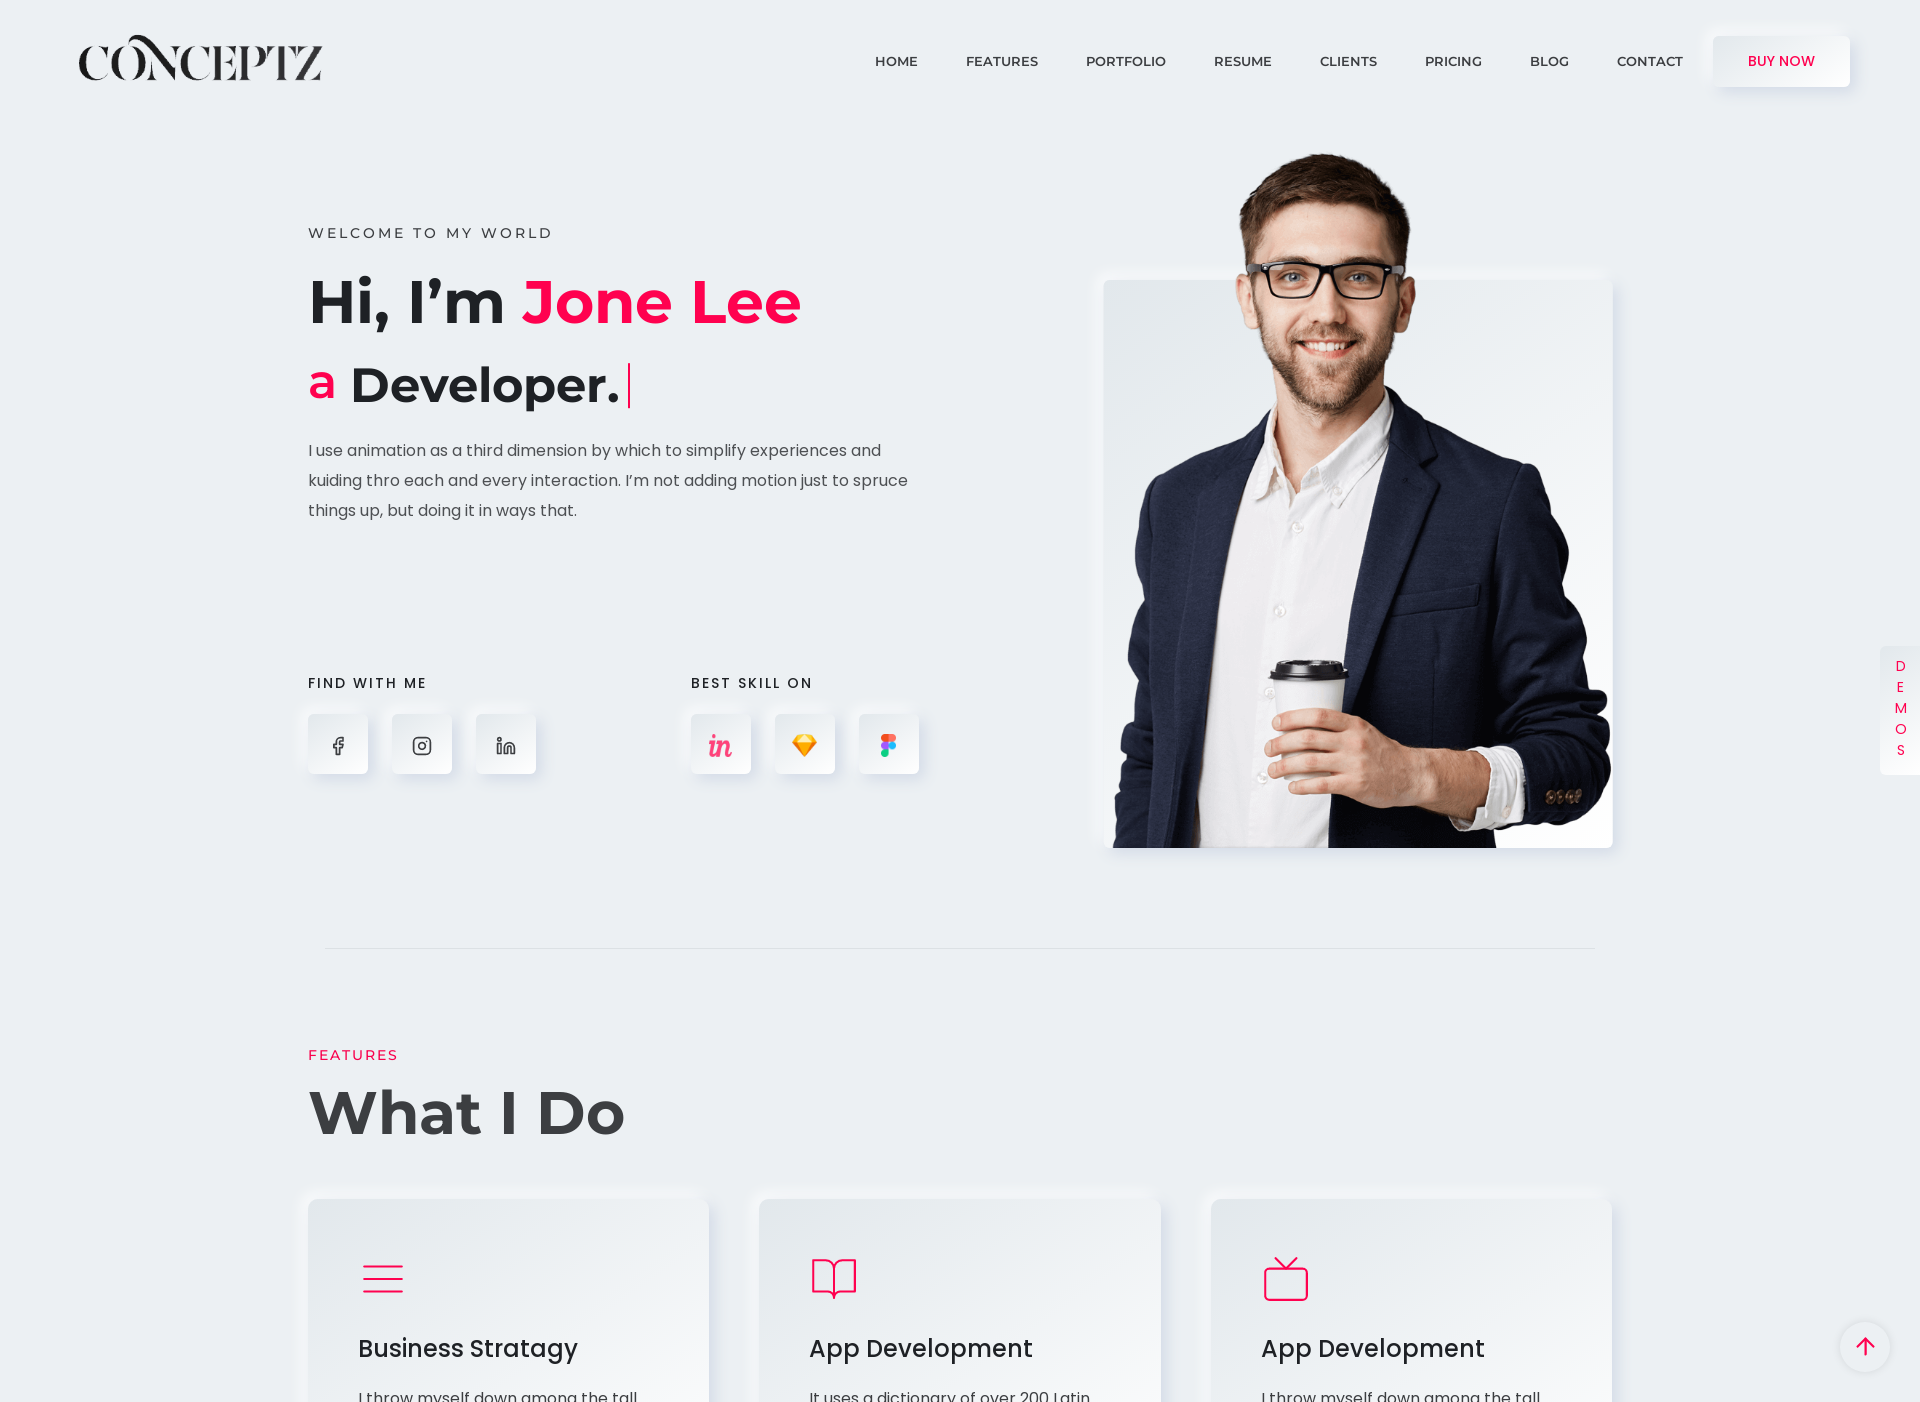 CONCEPTZ
HOME FEATURES PORTFOLIO RESUME CLIENTS PRICING BLOG CONTACT BUY NOW
WELCOME TO MY WORLD
Hi, I’m Jone Lee
a Developer.
I use animation as a third dimension by which to simplify experiences and
kuiding thro each and every interaction. I’m not adding motion just to spruce
things up, but doing it in ways that.
FIND WITH ME
BEST SKILL ON
in
in
DEMOS
FEATURES
What I Do
Business Stratagy
App Development
App Development
I throw myself down among the tall
It uses a dictionary of over 200 Latin
I throw myself down among the tall